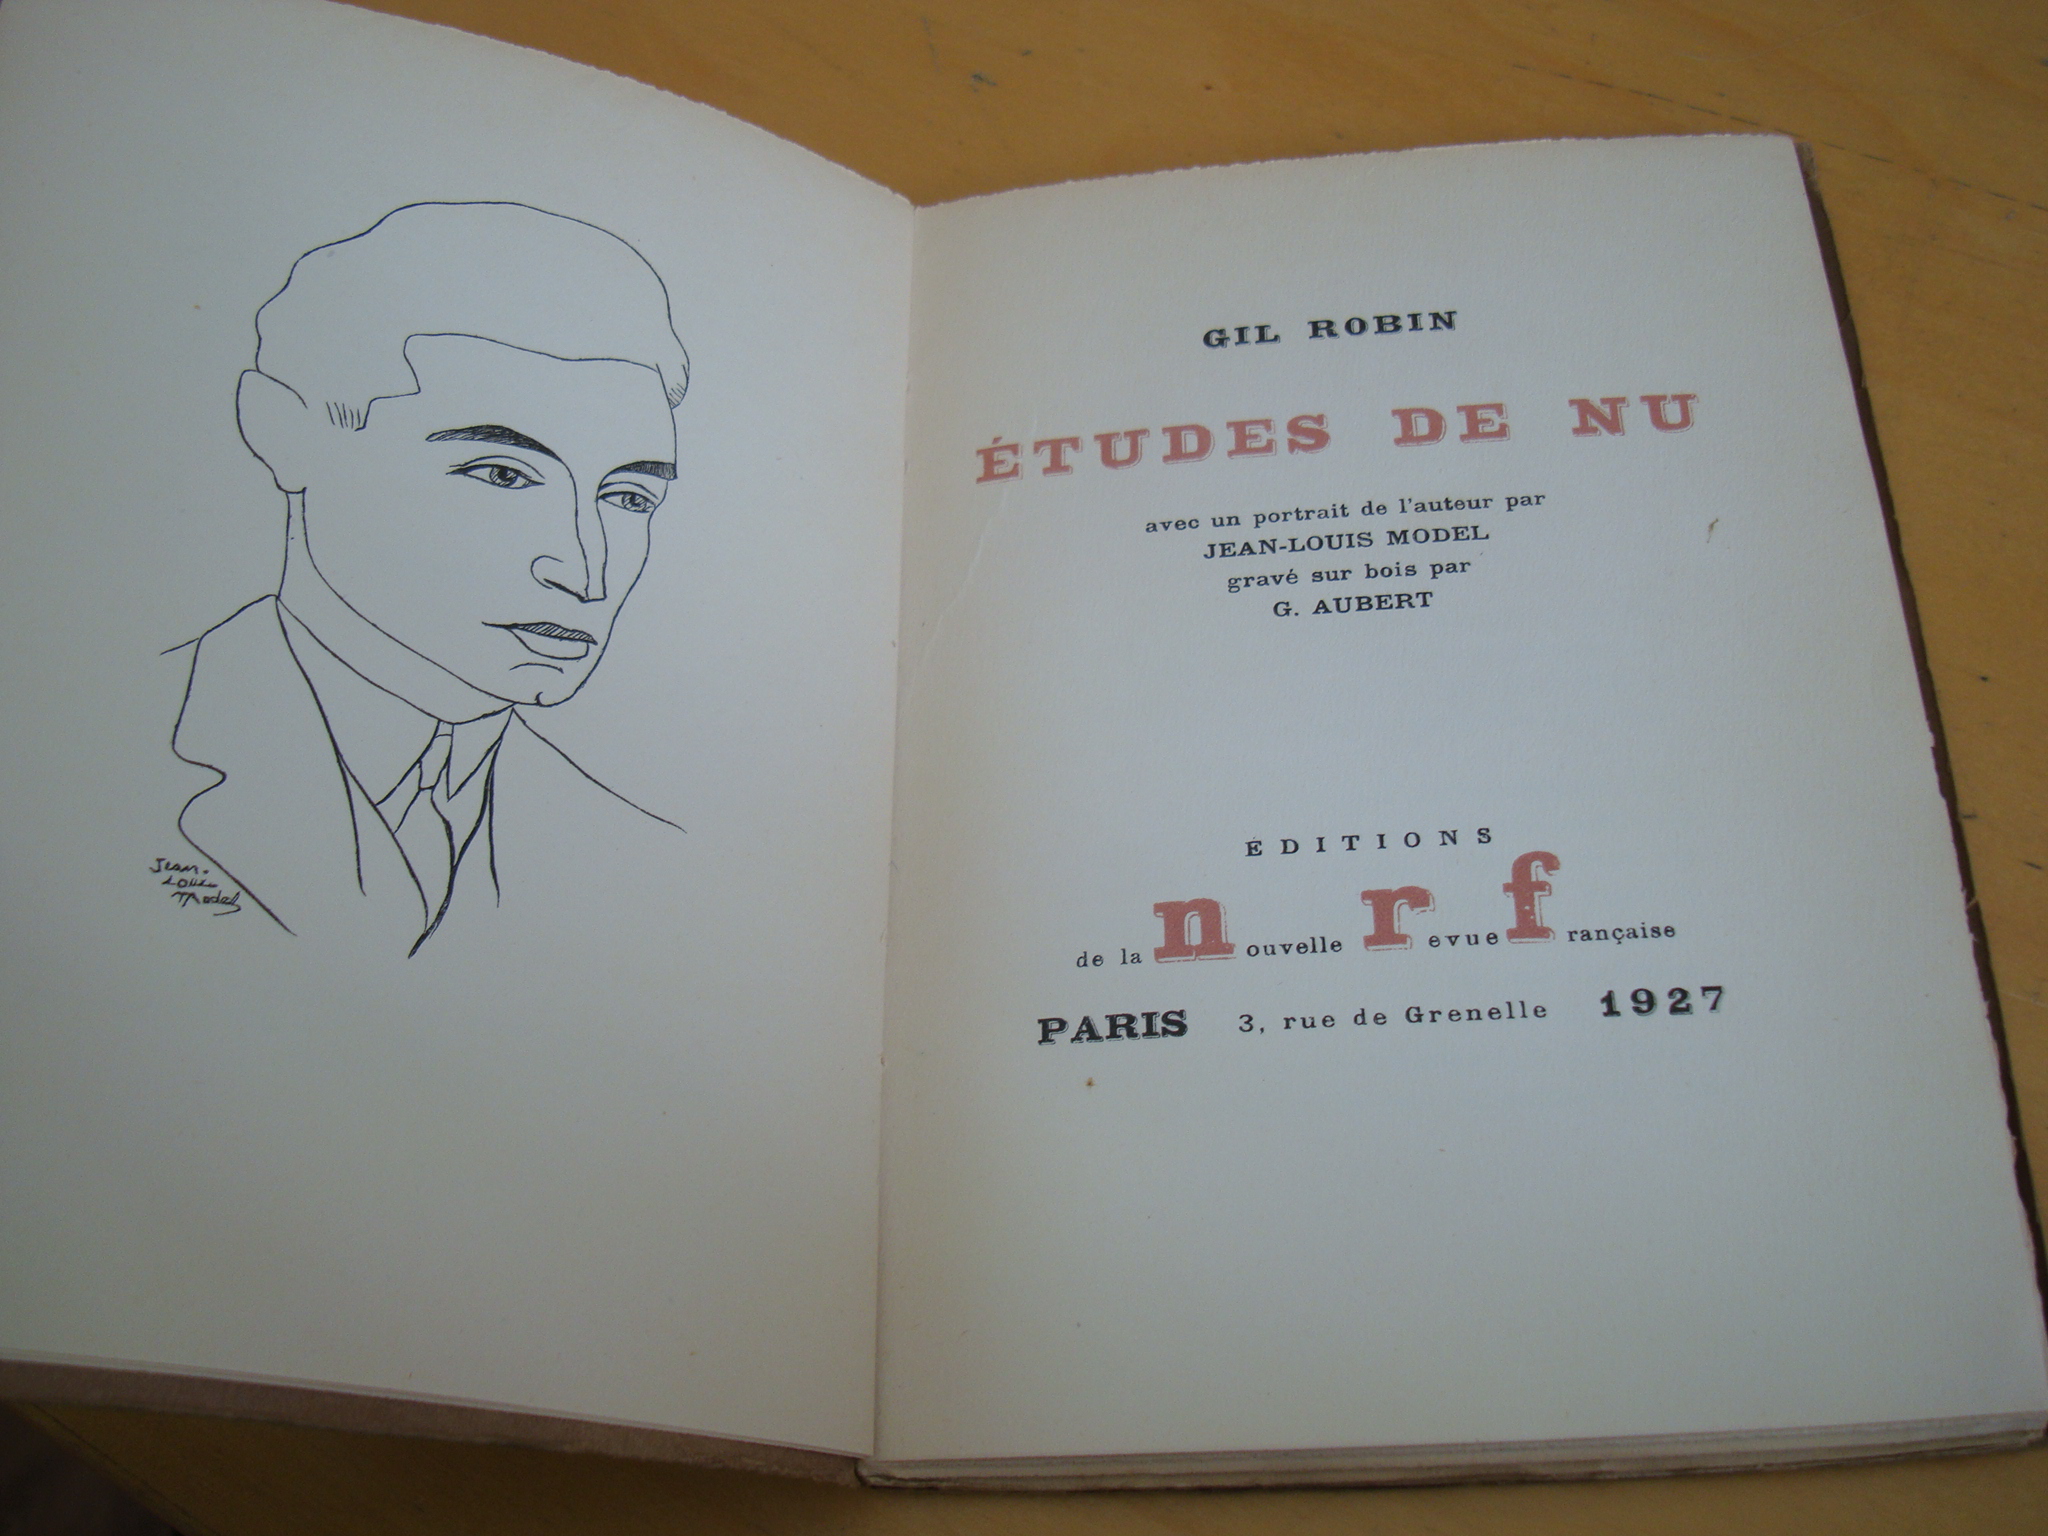 Jean-
Louis
Model
GIL ROBIN
ÉTUDES DE NU
avec un portrait de l'auteur par
JEAN-LOUIS MODEL
gravé sur bois par
G. AUBERT
ÉDITIONS
de la nouvelle revue française
PARIS 3, rue de Grenelle 1927